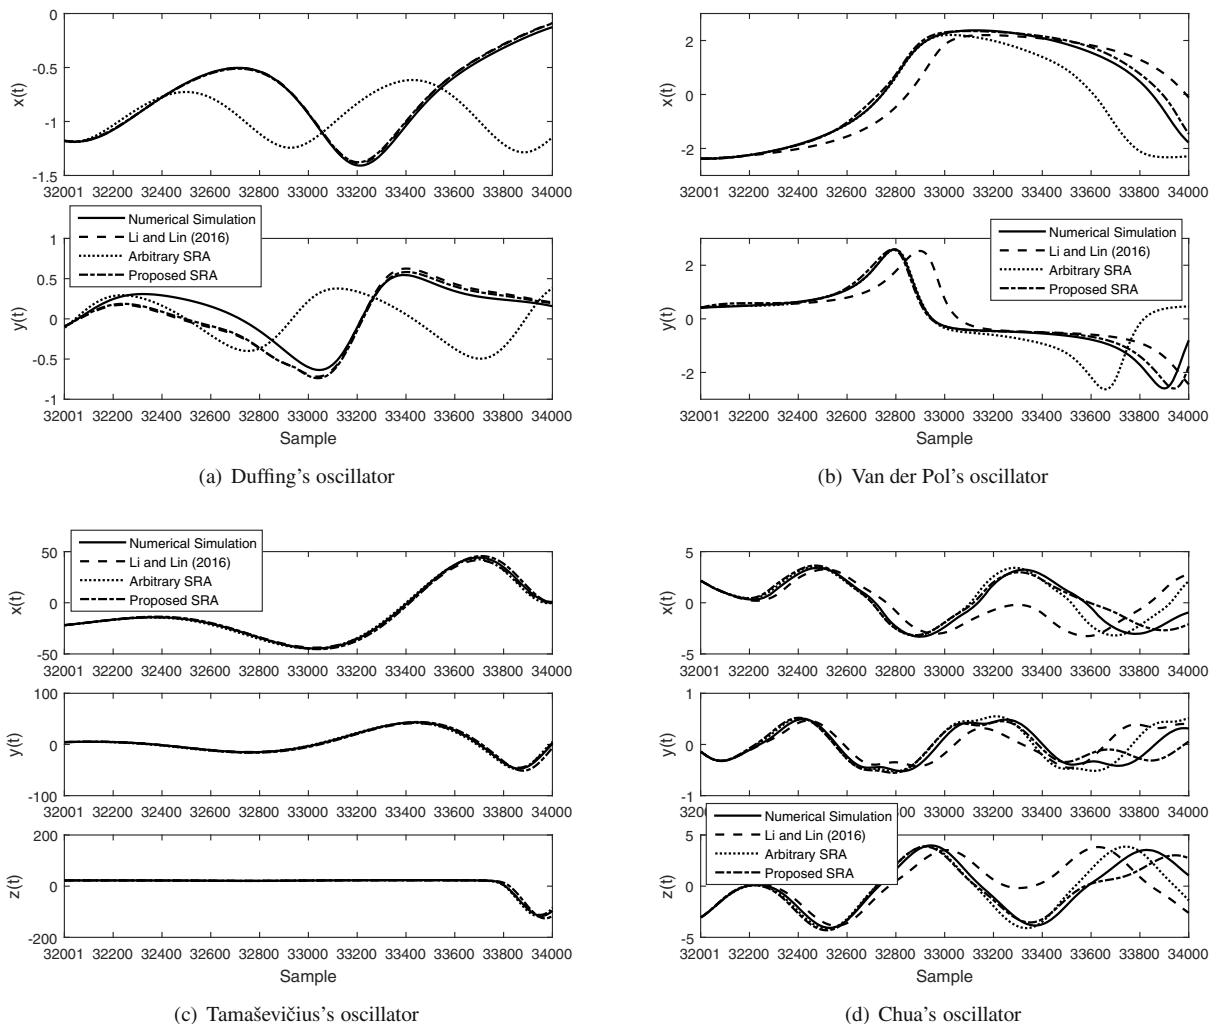 0
-0.5
-1
-1.5
x(t)
32001 32200 32400 32600 32800 33000 33200 33400 33600 33800 34000
Numerical Simulation
Li and Lin (2016)
Arbitrary SRA
Proposed SRA
1
0.5
0
-0.5
-1
y(t)
32001 32200 32400 32600 32800 33000 33200 33400 33600 33800 34000
Sample
(a) Duffing's oscillator
2
0
-2
x(t)
32001 32200 32400 32600 32800 33000 33200 33400 33600 33800 34000
Numerical Simulation
Li and Lin (2016)
Arbitrary SRA
Proposed SRA
2
0
-2
y(t)
32001 32200 32400 32600 32800 33000 33200 33400 33600 33800 34000
Sample
(b) Van der Pol's oscillator
Numerical Simulation
Li and Lin (2016)
Arbitrary SRA
Proposed SRA
50
0
-50
x(t)
32001 32200 32400 32600 32800 33000 33200 33400 33600 33800 34000
100
0
-100
y(t)
32001 32200 32400 32600 32800 33000 33200 33400 33600 33800 34000
200
0
-200
z(t)
32001 32200 32400 32600 32800 33000 33200 33400 33600 33800 34000
Sample
(c) Tamaševičius's oscillator
5
0
-5
x(t)
32001 32200 32400 32600 32800 33000 33200 33400 33600 33800 34000
1
0
-1
y(t)
33000 33200 33400 33600 33800 34000
Numerical Simulation
Li and Lin (2016)
Arbitrary SRA
Proposed SRA
5
0
-5
z(t)
32001 32200 32400 32600 32800 33000 33200 33400 33600 33800 34000
Sample
(d) Chua's oscillator